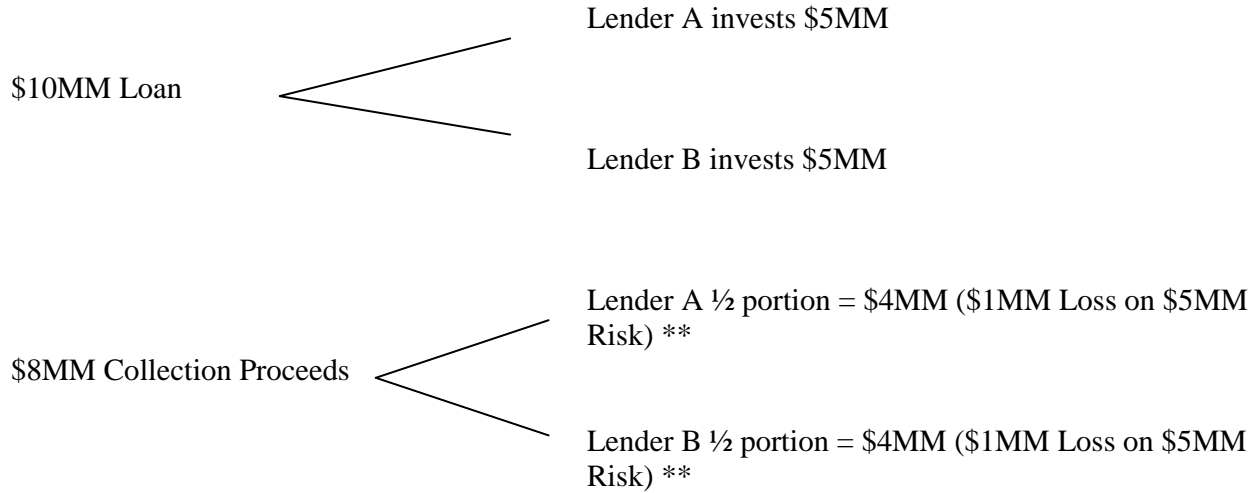 Lender A invests $5MM
$10MM Loan
Lender B invests $5MM
Lender A ½ portion = $4MM ($1MM Loss on $5MM
Risk) **
$8MM Collection Proceeds
Lender B ½ portion = $4MM ($1MM Loss on $5MM
Risk) **